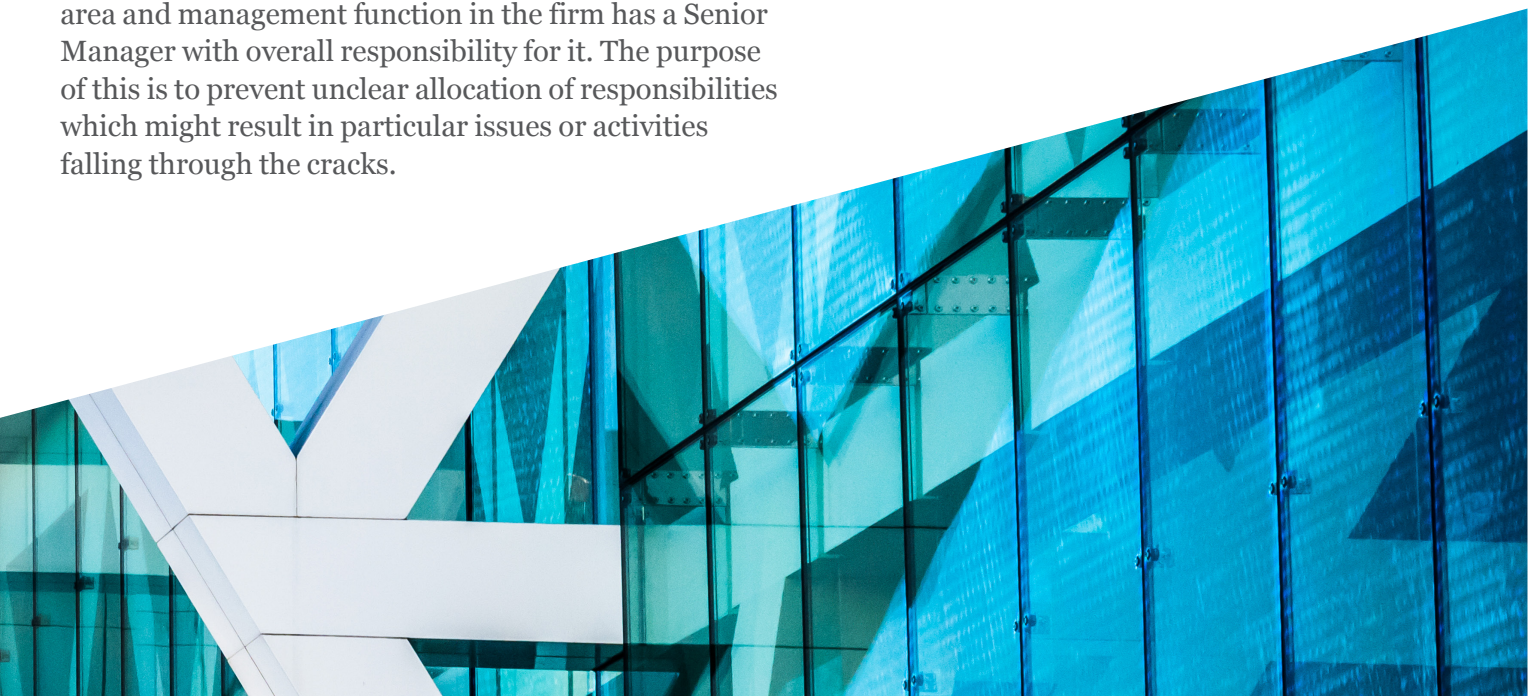 area and management function in the firm has a Senior
Manager with overall responsibility for it. The purpose
of this is to prevent unclear allocation of responsibilities
which might result in particular issues or activities
falling through the cracks.